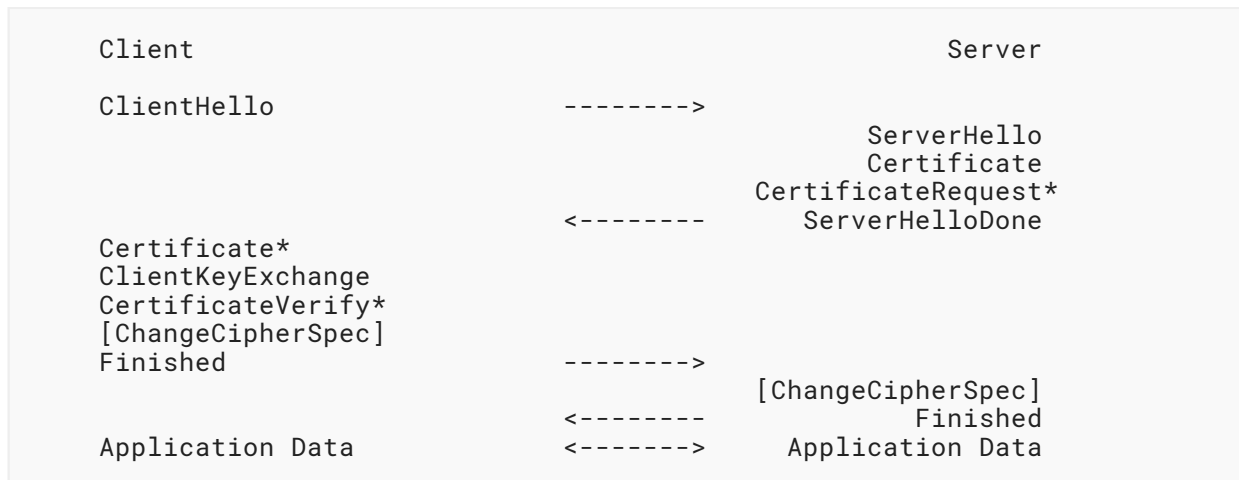 Client Server
ClientHello -------->
ServerHello
Certificate
CertificateRequest*
<-------- ServerHelloDone
Certificate*
ClientKeyExchange
CertificateVerify*
[ChangeCipherSpec]
Finished -------->
[ChangeCipherSpec]
<-------- Finished
Application Data <-------> Application Data